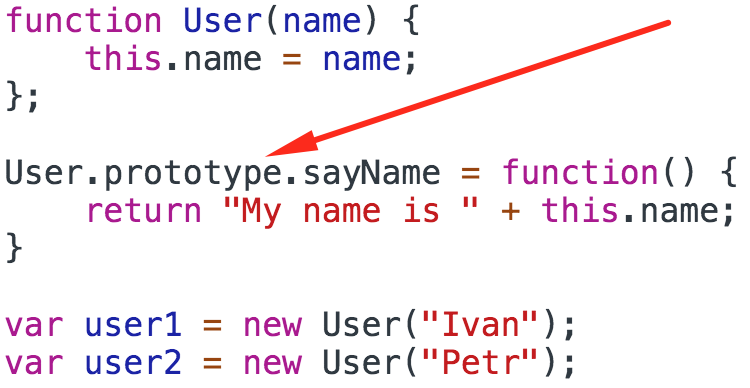 function User(name) {
    this.name = name;
};

User.prototype.sayName = function() {
    return "My name is " + this.name;
}

var user1 = new User("Ivan");
var user2 = new User("Petr");